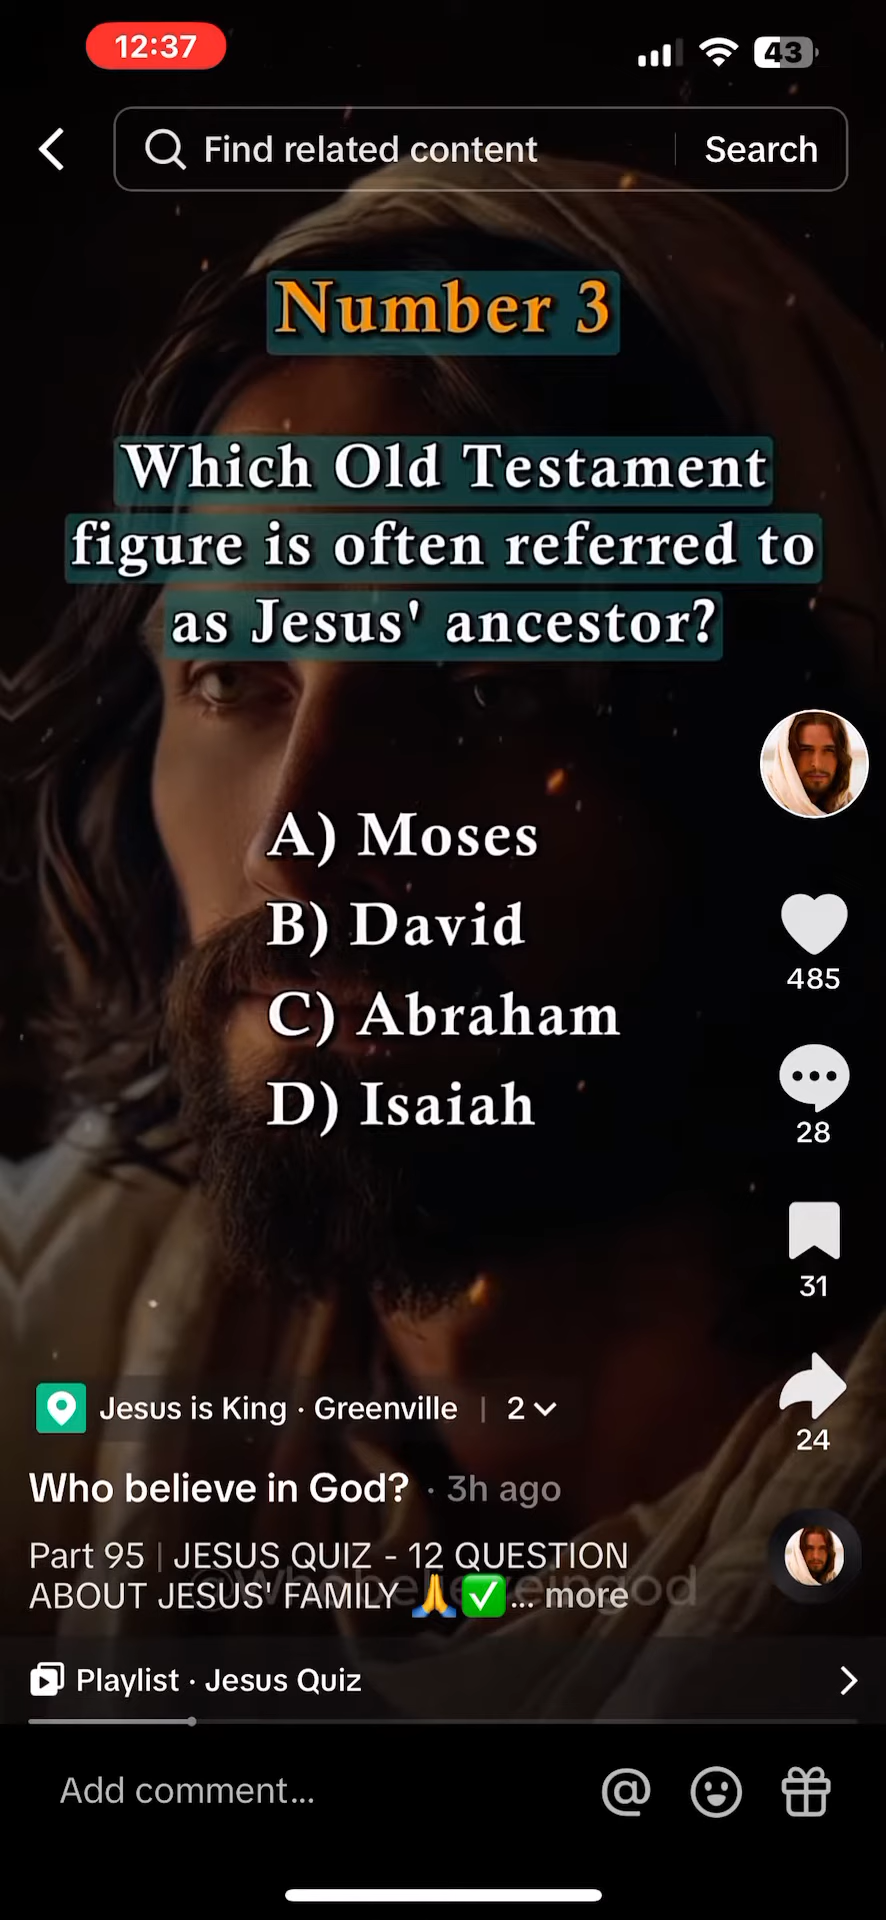 12:37
43
Find related content
Search
Number 3
Which Old Testament
figure is often referred to
as Jesus' ancestor?
A) Moses
B) David
C) Abraham
D) Isaiah
485
28
31
24
Jesus is King · Greenville | 2
Who believe in God? · 3h ago
Part 95 | JESUS QUIZ - 12 QUESTION
ABOUT JESUS' FAMILY 🙏✅... more
@Whobelieveingod
Playlist · Jesus Quiz
Add comment...